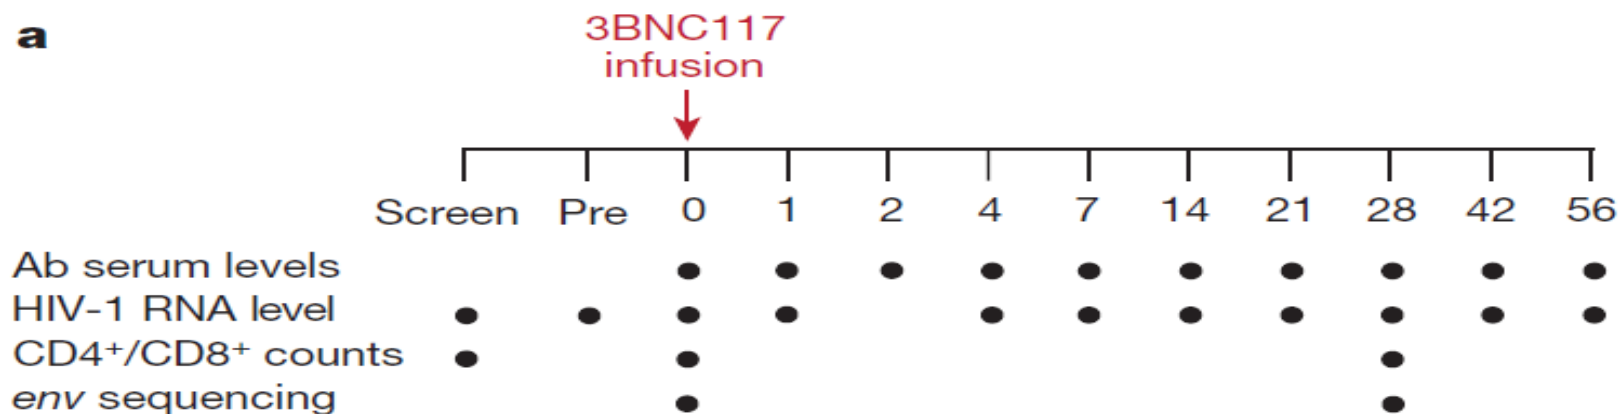 a
3BNC117
infusion
Screen Pre 0 1 2 4 7 14 21 28 42 56
Ab serum levels
HIV-1 RNA level
CD4⁺/CD8⁺ counts
env sequencing